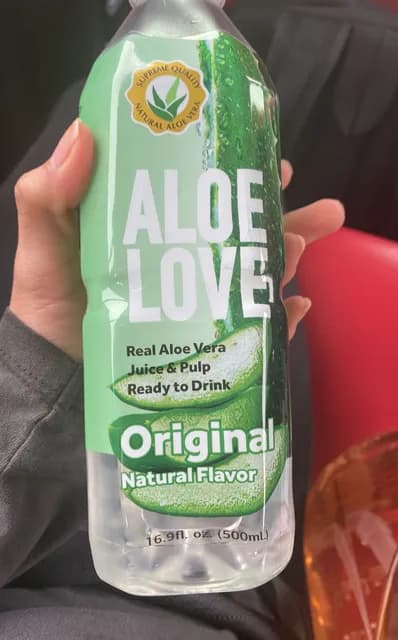 SUPREME QUALITY
NATURAL ALOE VERA
ALOE
LOVE
Real Aloe Vera
Juice & Pulp
Ready to Drink
Original
Natural Flavor
16.9fl. oz. (500mL)